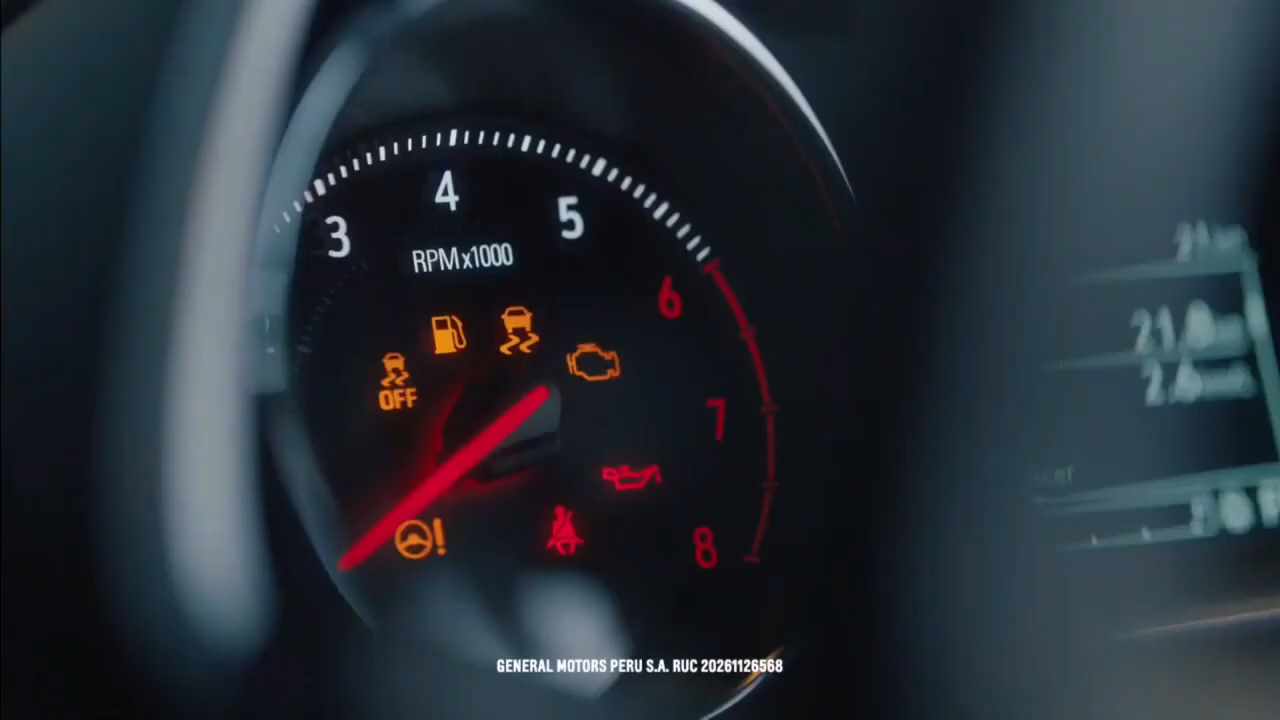 3 4 5
RPM x1000
6
OFF
7
8
GENERAL MOTORS PERU S.A. RUC 20261126568